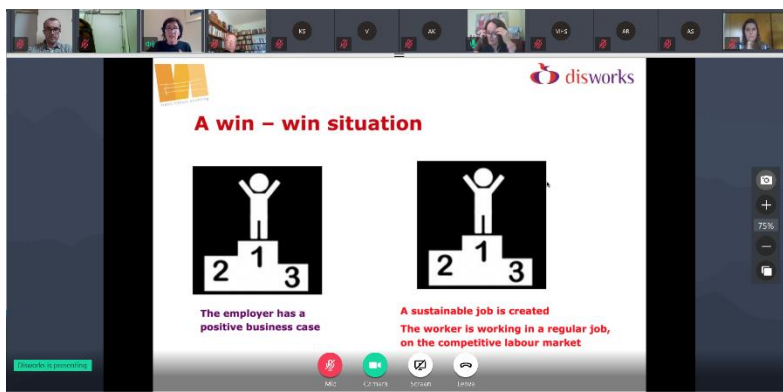 KS
V
AK
VH-S
AR
AS
disworks
A win – win situation
2 1 3
2 1 3
The employer has a
positive business case
A sustainable job is created
The worker is working in a regular job,
on the competitive labour market
75%
Disworks is presenting
Mic Camera Screen Leave